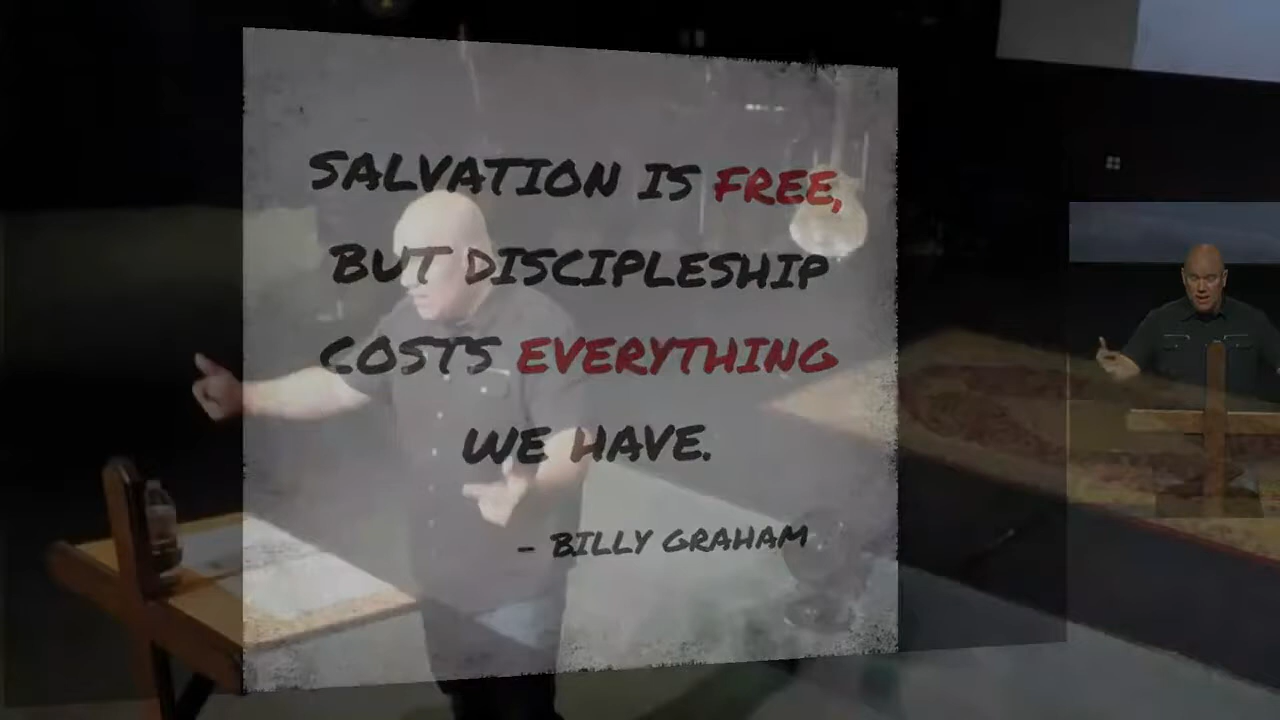 SALVATION IS FREE,
BUT DISCIPLESHIP
COSTS EVERYTHING
WE HAVE.
- BILLY GRAHAM